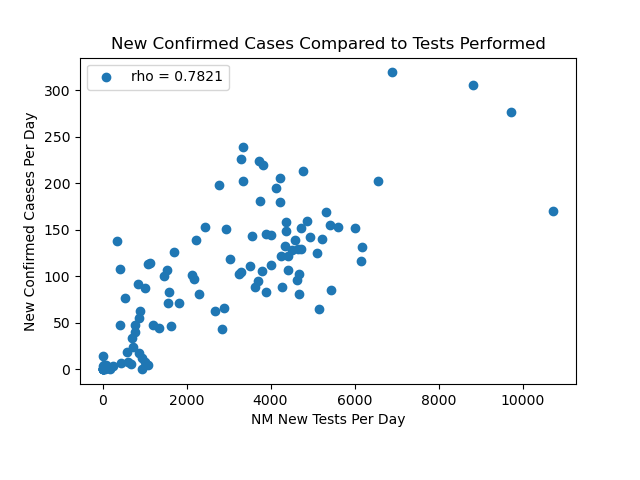 New Confirmed Cases Compared to Tests Performed
rho = 0.7821
New Confirmed Caeses Per Day
300
250
200
150
100
50
0
0 2000 4000 6000 8000 10000
NM New Tests Per Day